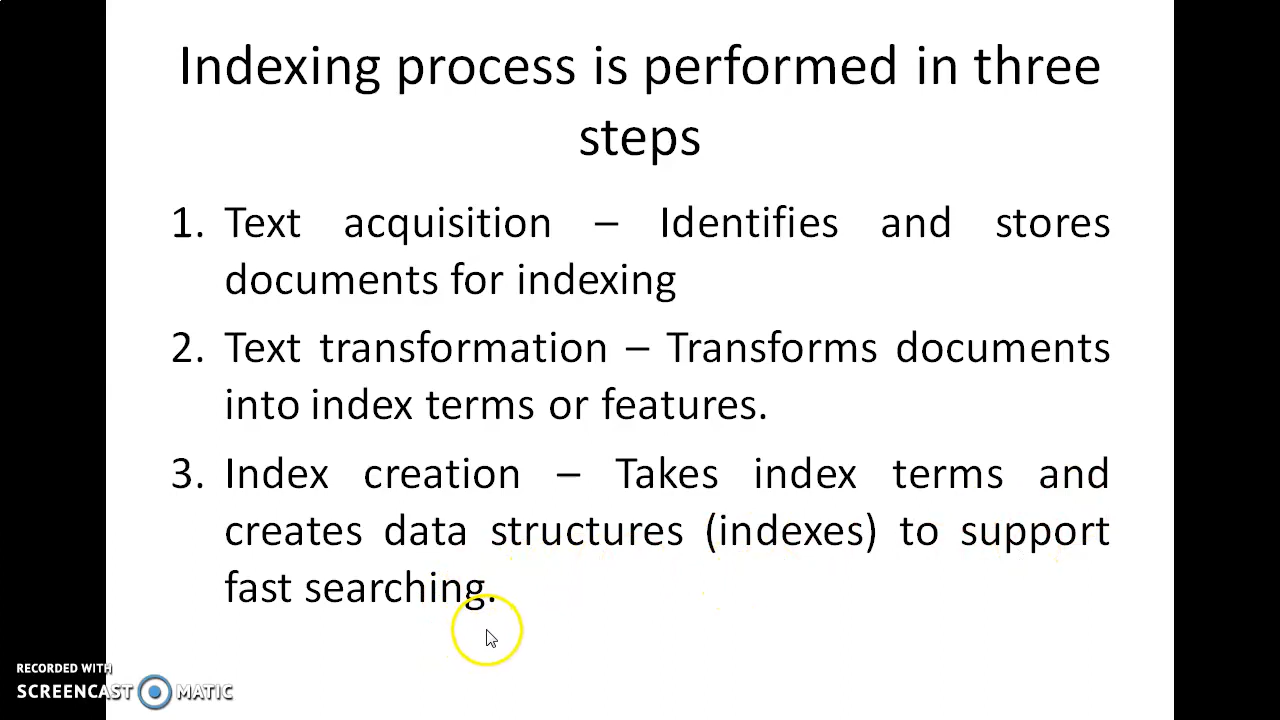 Indexing process is performed in three
steps
1. Text acquisition – Identifies and stores
documents for indexing
2. Text transformation – Transforms documents
into index terms or features.
3. Index creation – Takes index terms and
creates data structures (indexes) to support
fast searching.
RECORDED WITH
SCREENCAST MATIC